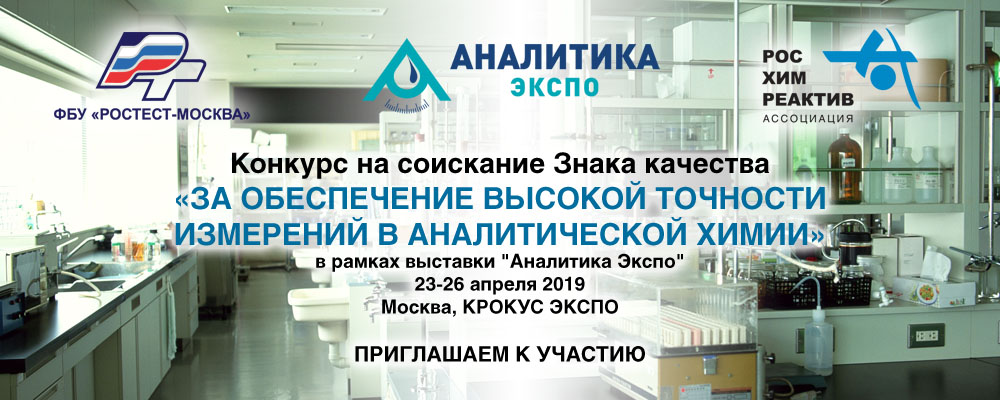 ФБУ «РОСТЕСТ-МОСКВА»
АНАЛИТИКА
ЭКСПО
РОС
ХИМ
РЕАКТИВ
АССОЦИАЦИЯ
Конкурс на соискание Знака качества
«ЗА ОБЕСПЕЧЕНИЕ ВЫСОКОЙ ТОЧНОСТИ
ИЗМЕРЕНИЙ В АНАЛИТИЧЕСКОЙ ХИМИИ»
в рамках выставки "Аналитика Экспо"
23-26 апреля 2019
Москва, КРОКУС ЭКСПО
ПРИГЛАШАЕМ К УЧАСТИЮ